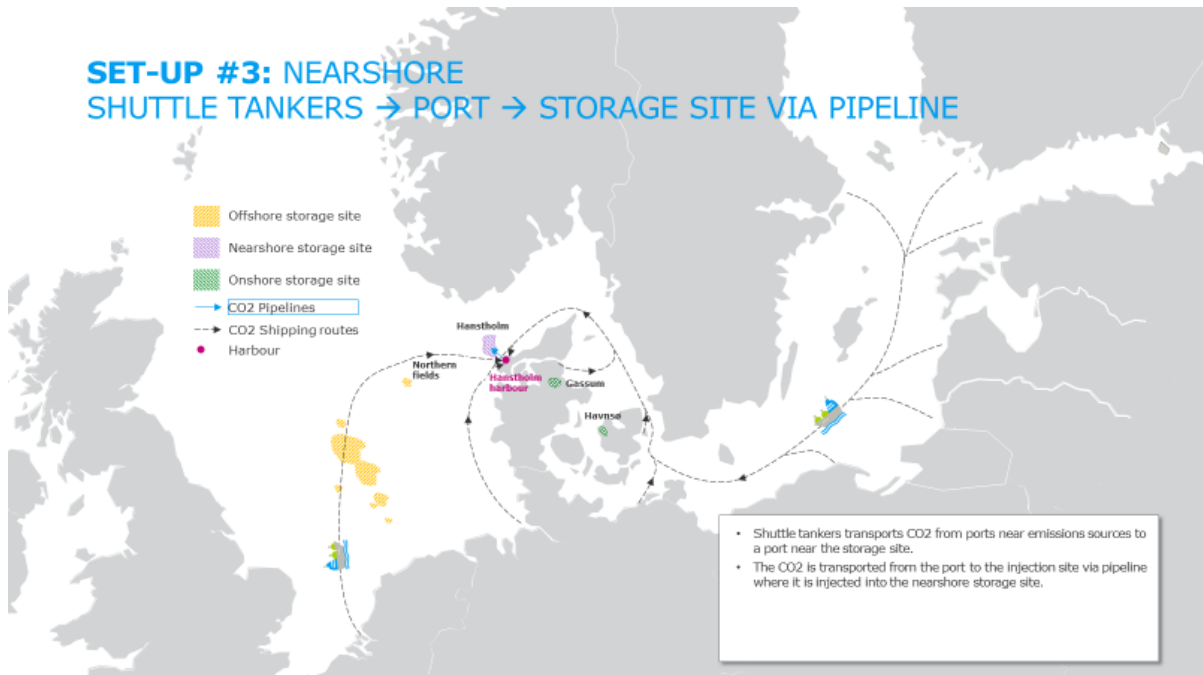 SET-UP #3: NEARSHORE
SHUTTLE TANKERS → PORT → STORAGE SITE VIA PIPELINE
Offshore storage site
Nearshore storage site
Onshore storage site
CO2 Pipelines
CO2 Shipping routes
Harbour
Hanstholm
Northern
fields
Hanstholm
harbour
Gassum
Havnsø
• Shuttle tankers transports CO2 from ports near emissions sources to
a port near the storage site.
• The CO2 is transported from the port to the injection site via pipeline
where it is injected into the nearshore storage site.